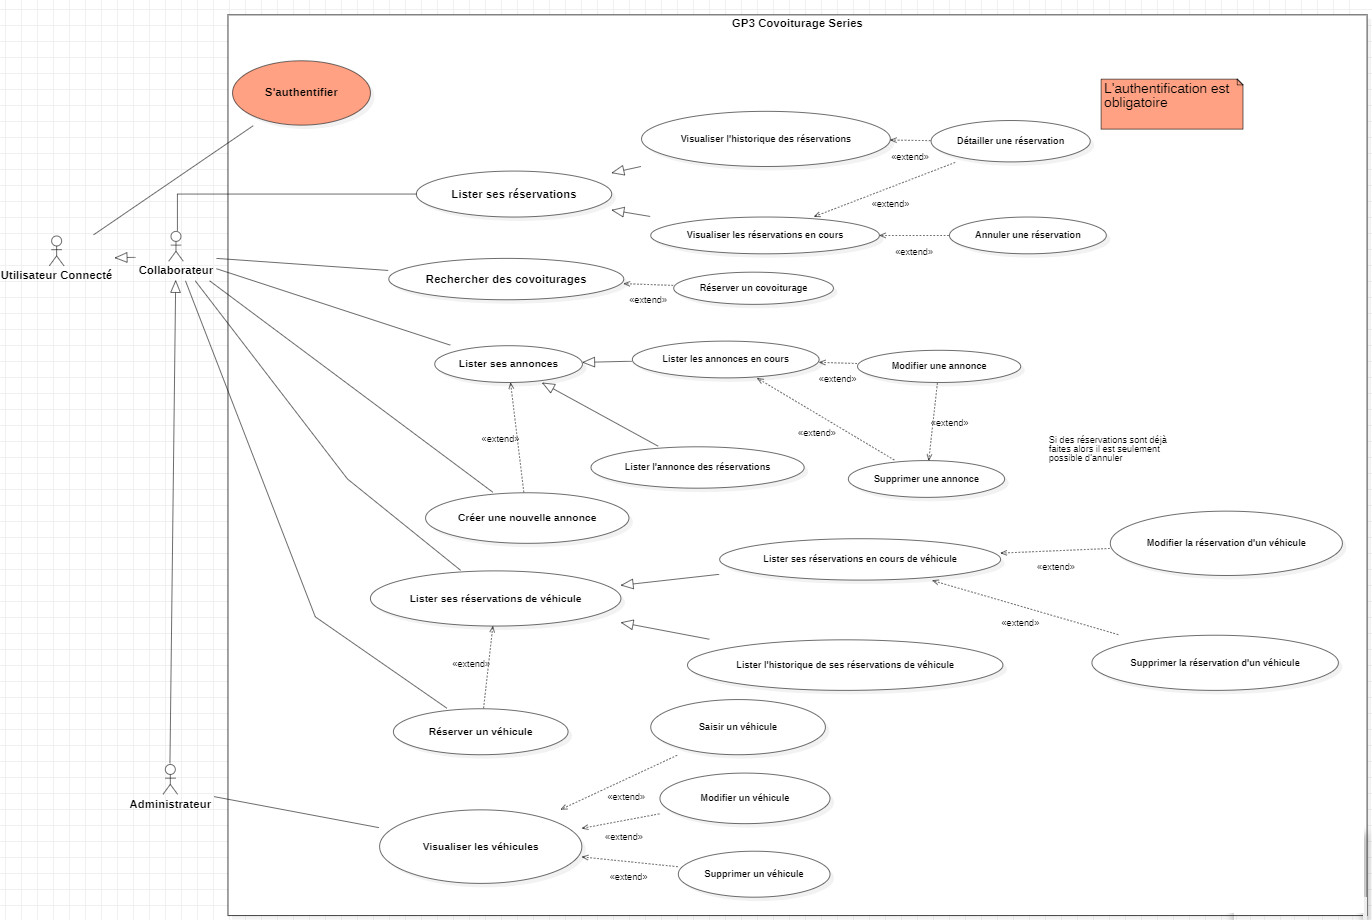 GP3 Covoiturage Series
S'authentifier
L'authentification est
obligatoire
Visualiser l'historique des réservations
Détailler une réservation
«extend»
Lister ses réservations
«extend»
Visualiser les réservations en cours
Annuler une réservation
«extend»
Utilisateur Connecté
Collaborateur
Rechercher des covoiturages
Réserver un covoiturage
«extend»
Lister ses annonces
Lister les annonces en cours
Modifier une annonce
«extend»
«extend»
«extend»
«extend»
Si des réservations sont déjà
faites alors il est seulement
possible d'annuler
Lister l'annonce des réservations
Supprimer une annonce
Créer une nouvelle annonce
Lister ses réservations en cours de véhicule
Modifier la réservation d'un véhicule
«extend»
Lister ses réservations de véhicule
«extend»
«extend»
Lister l'historique de ses réservations de véhicule
Supprimer la réservation d'un véhicule
Réserver un véhicule
Saisir un véhicule
«extend»
Modifier un véhicule
Administrateur
«extend»
Visualiser les véhicules
Supprimer un véhicule
«extend»